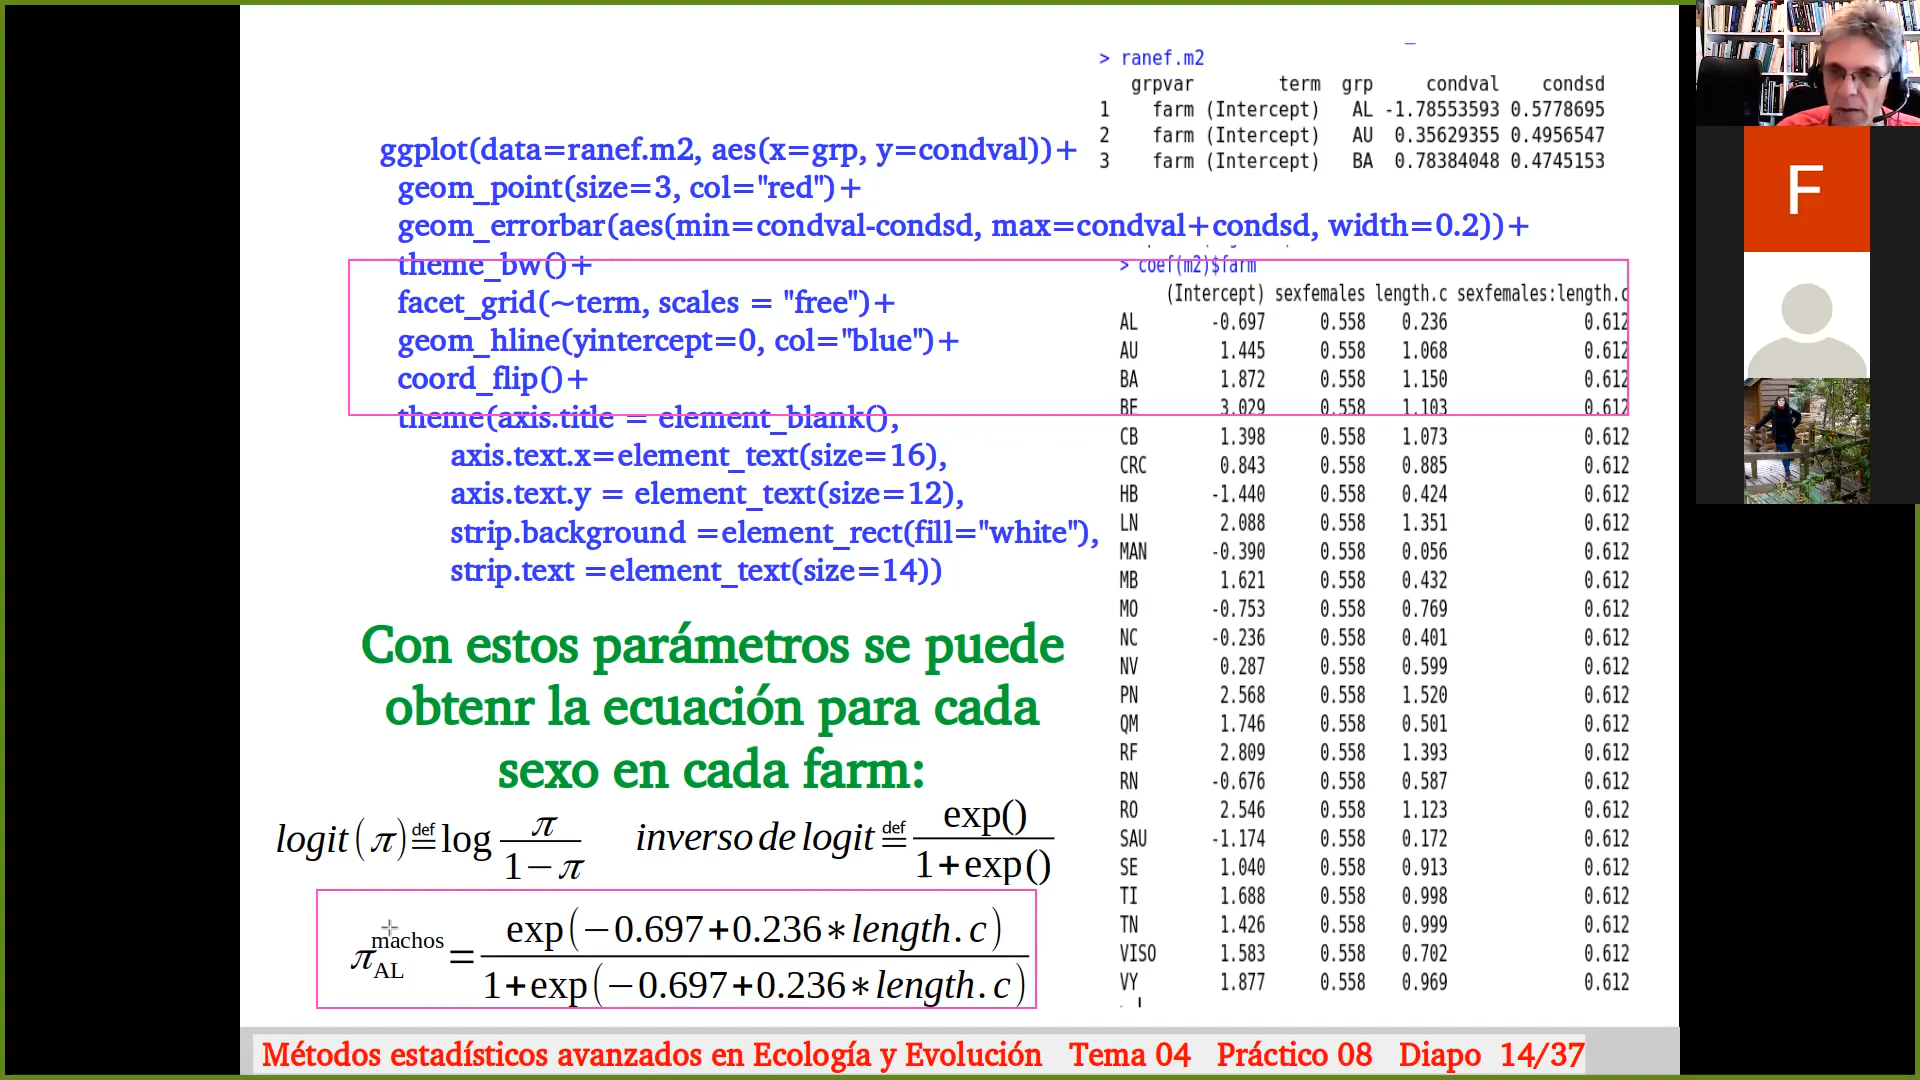 > ranef.m2
grpvar term grp condval condsd
1 farm (Intercept) AL -1.78553593 0.5778695
2 farm (Intercept) AU 0.35629355 0.4956547
3 farm (Intercept) BA 0.78384048 0.4745153
ggplot(data=ranef.m2, aes(x=grp, y=condval))+
geom_point(size=3, col="red")+
geom_errorbar(aes(min=condval-condsd, max=condval+condsd, width=0.2))+
theme_bw()+
facet_grid(~term, scales = "free")+
geom_hline(yintercept=0, col="blue")+
coord_flip()+
theme(axis.title = element_blank(),
axis.text.x=element_text(size=16),
axis.text.y = element_text(size=12),
strip.background =element_rect(fill="white"),
strip.text =element_text(size=14))
> coef(m2)$farm
(Intercept) sexfemales length.c sexfemales:length.c
AL -0.697 0.558 0.236 0.612
AU 1.445 0.558 1.068 0.612
BA 1.872 0.558 1.150 0.612
BE 3.029 0.558 1.103 0.612
CB 1.398 0.558 1.073 0.612
CRC 0.843 0.558 0.885 0.612
HB -1.440 0.558 0.424 0.612
LN 2.088 0.558 1.351 0.612
MAN -0.390 0.558 0.056 0.612
MB 1.621 0.558 0.432 0.612
MO -0.753 0.558 0.769 0.612
NC -0.236 0.558 0.401 0.612
NV 0.287 0.558 0.599 0.612
PN 2.568 0.558 1.520 0.612
QM 1.746 0.558 0.501 0.612
RF 2.809 0.558 1.393 0.612
RN -0.676 0.558 0.587 0.612
RO 2.546 0.558 1.123 0.612
SAU -1.174 0.558 0.172 0.612
SE 1.040 0.558 0.913 0.612
TI 1.688 0.558 0.998 0.612
TN 1.426 0.558 0.999 0.612
VISO 1.583 0.558 0.702 0.612
VY 1.877 0.558 0.969 0.612
Con estos parámetros se puede
obtenr la ecuación para cada
sexo en cada farm:
logit(π) ≝ log π / 1−π
inverso de logit ≝ exp() / 1+exp()
π AL machos = exp(−0.697+0.236∗length.c) / 1+exp(−0.697+0.236∗length.c)
Métodos estadísticos avanzados en Ecología y Evolución Tema 04 Práctico 08 Diapo 14/37
F